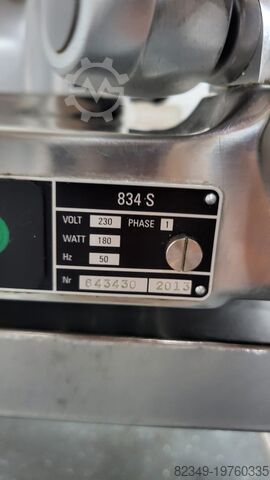 834·S
VOLT 230 PHASE 1
WATT 180
Hz 50
Nr 643430 2013
82349-19760335